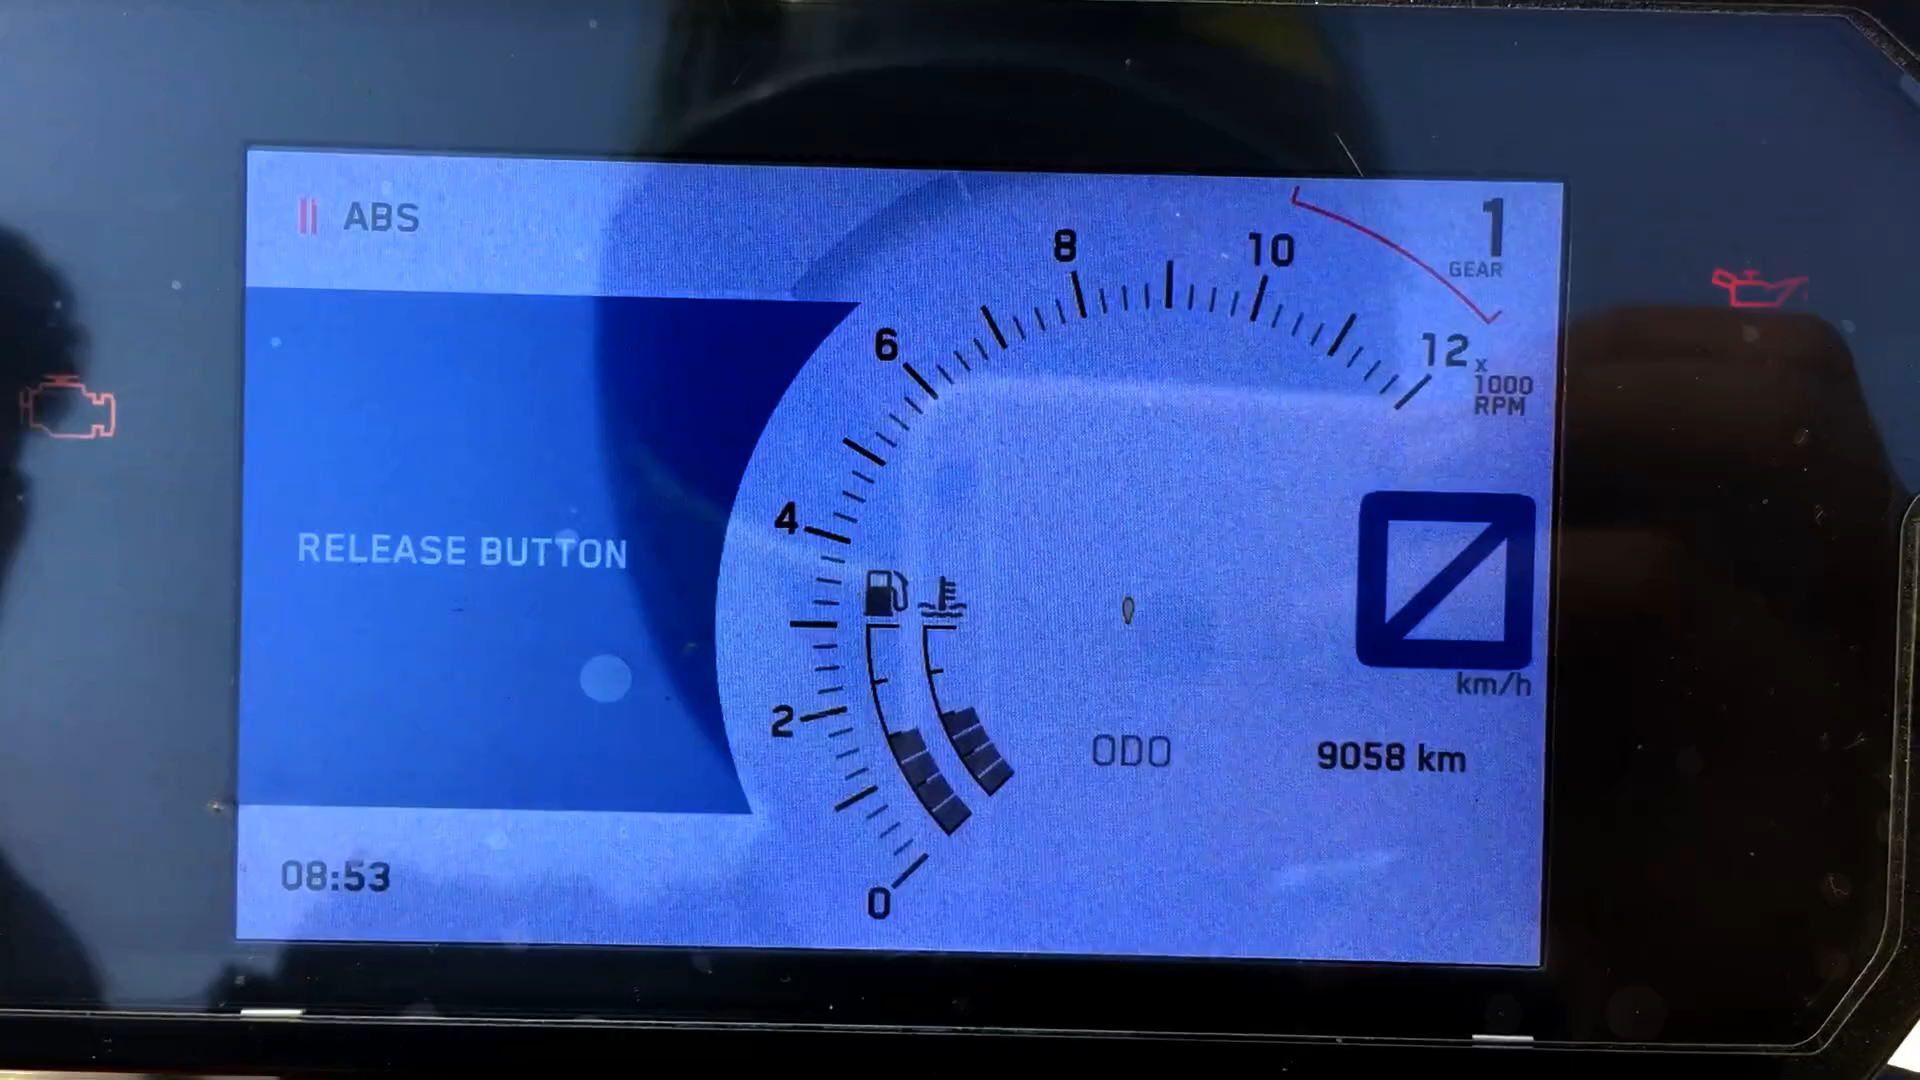 ABS
1
GEAR
8
10
6
12
x
1000
RPM
4
RELEASE BUTTON
2
km/h
ODO
9058 km
08:53
0